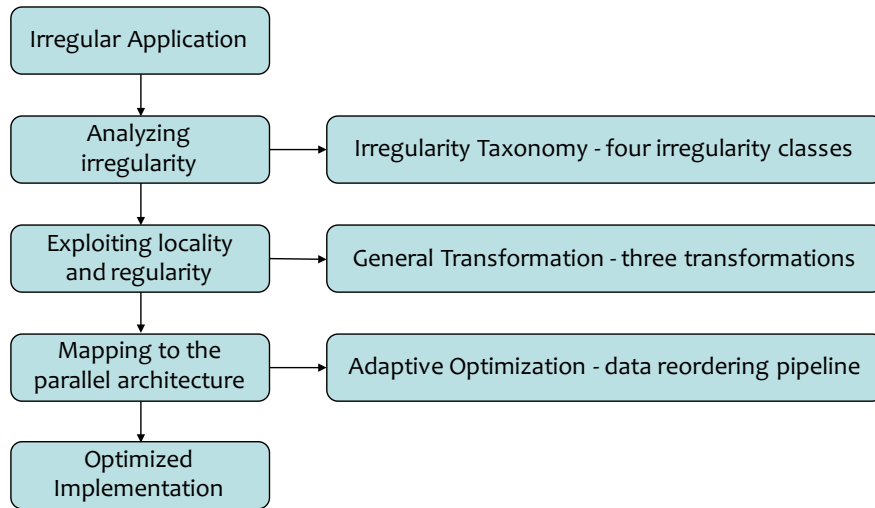 Irregular Application
Analyzing
irregularity
Irregularity Taxonomy - four irregularity classes
Exploiting locality
and regularity
General Transformation - three transformations
Mapping to the
parallel architecture
Adaptive Optimization - data reordering pipeline
Optimized
Implementation